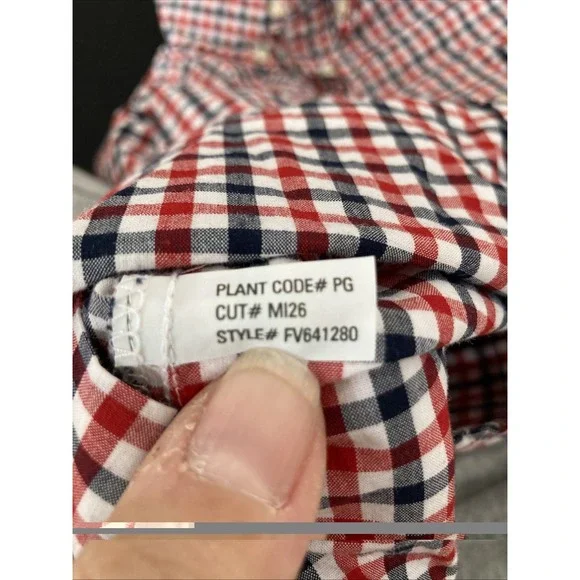 PLANT CODE# PG
CUT# MI26
STYLE# FV641280